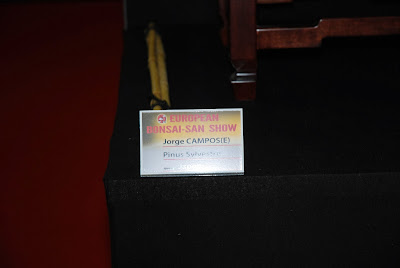 EUROPEAN
BONSAI-SAN SHOW
Jorge CAMPOS(E)
Pinus Sylvestris